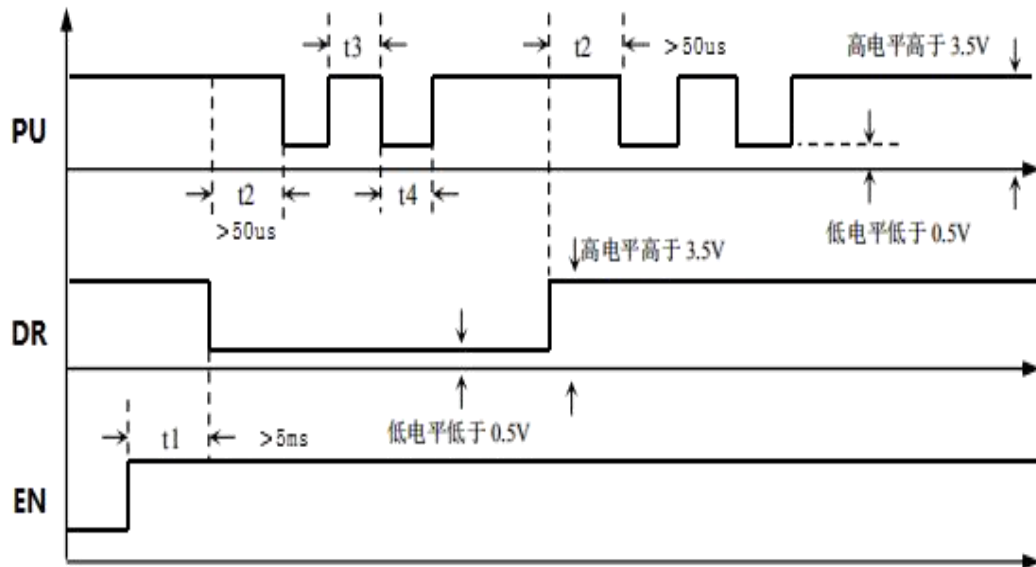 t3
t2 >50us
高电平高于 3.5V
PU
t2
t4
>50us
低电平低于 0.5V
高电平高于 3.5V
DR
低电平低于 0.5V
t1 >5ms
EN